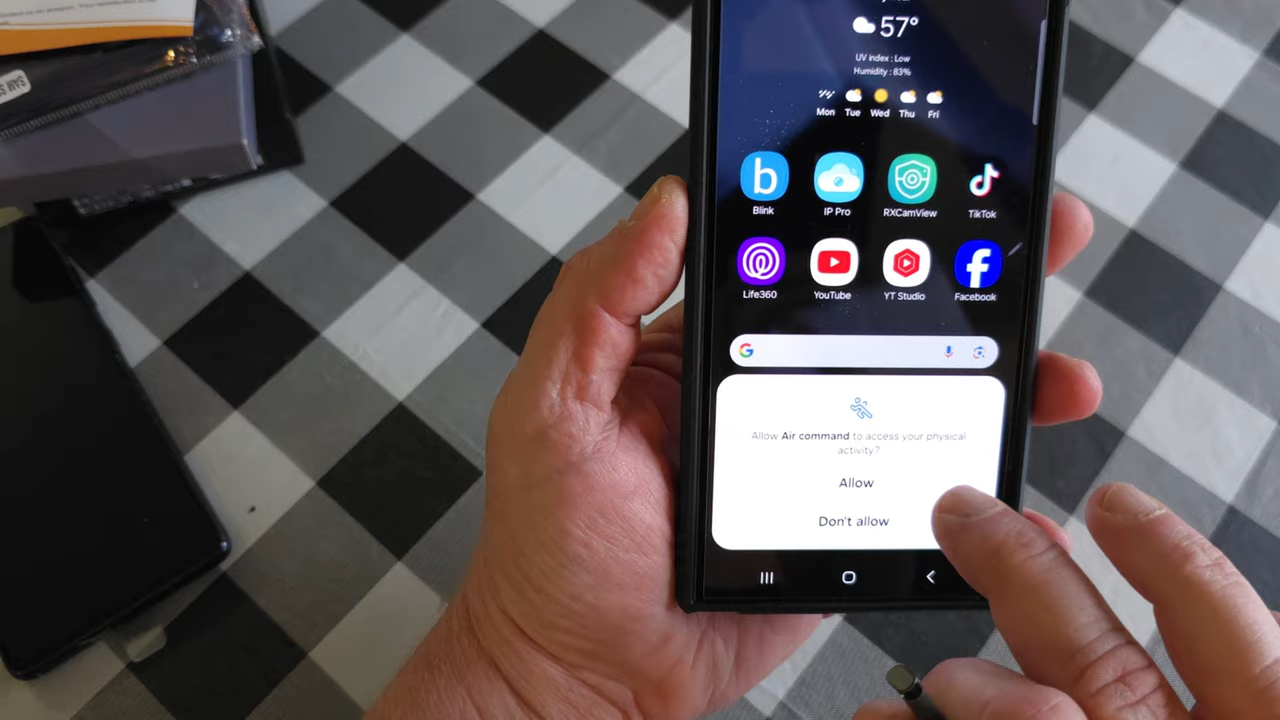 SAM S
57°
UV index : Low
Humidity : 83%
Mon Tue Wed Thu Fri
b
Blink IP Pro RXCamView TikTok
Life360 YouTube YT Studio Facebook
G
Allow Air command to access your physical
activity?
Allow
Don't allow